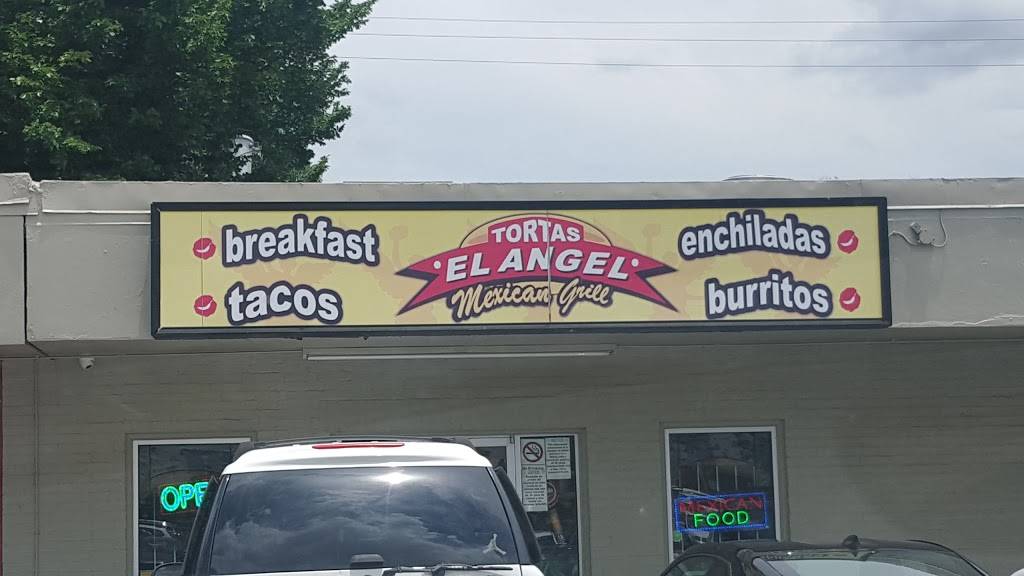 breakfast
tacos
TORTAS
EL ANGEL
Mexican Grill
enchiladas
burritos
OPE
MEXICAN
FOOD